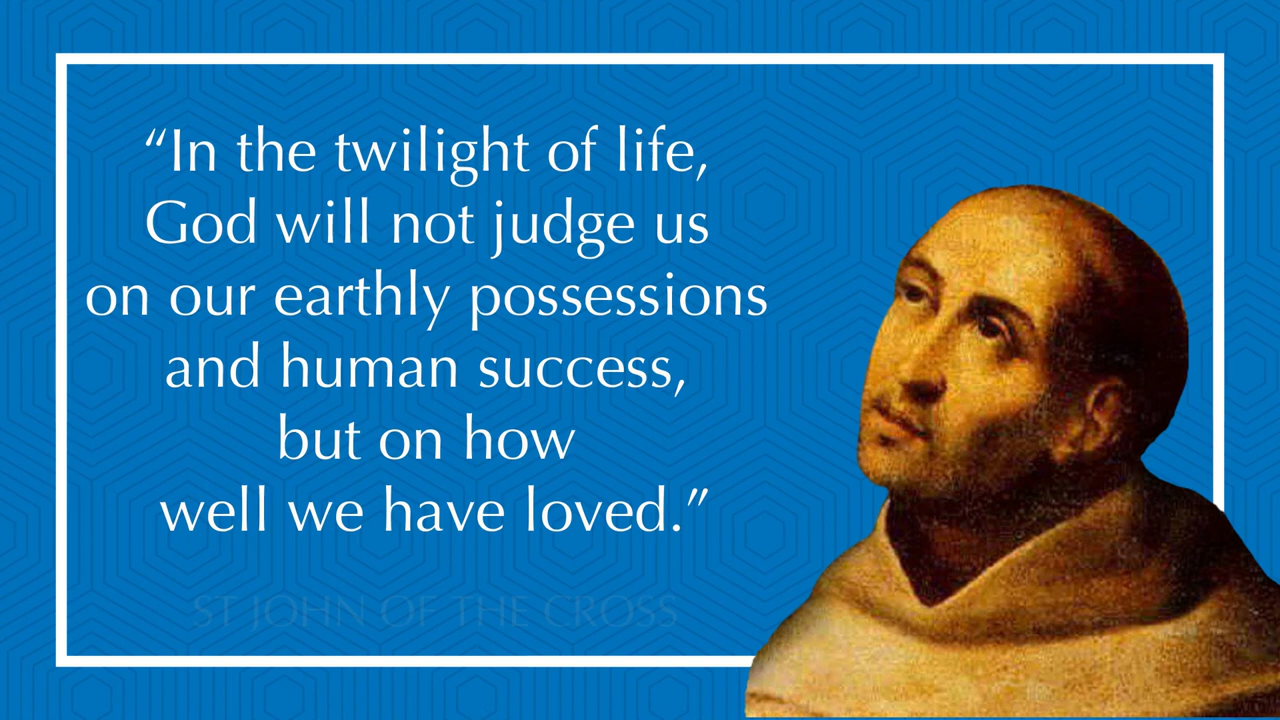 “In the twilight of life,
God will not judge us
on our earthly possessions
and human success,
but on how
well we have loved.”
ST JOHN OF THE CROSS